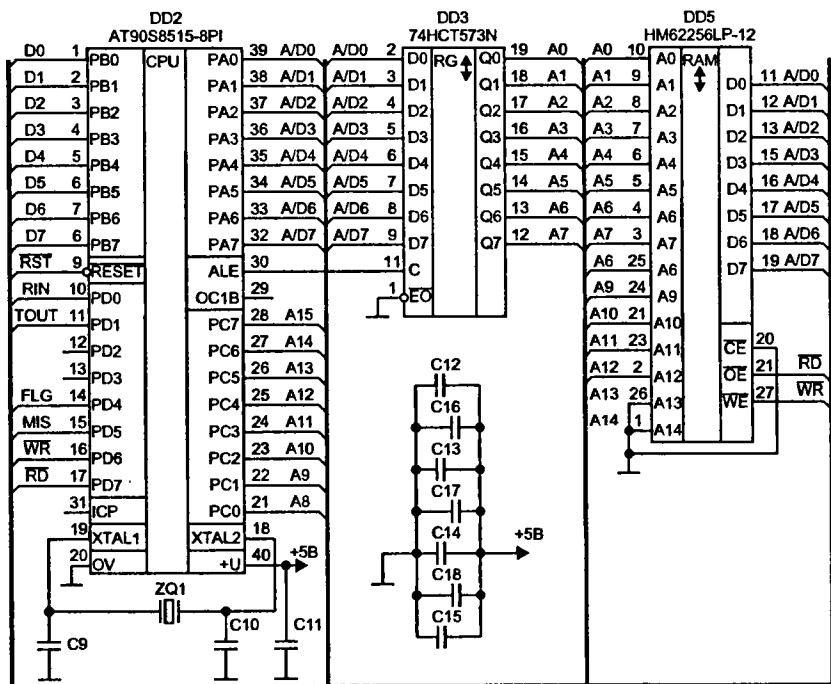 DD2
AT90S8515-8PI
D0 1 PB0 CPU PA0 39 A/D0
D1 2 PB1 PA1 38 A/D1
D2 3 PB2 PA2 37 A/D2
D3 4 PB3 PA3 36 A/D3
D4 5 PB4 PA4 35 A/D4
D5 6 PB5 PA5 34 A/D5
D6 7 PB6 PA6 33 A/D6
D7 6 PB7 PA7 32 A/D7
RST 9 RESET ALE 30
RIN 10 PD0 OC1B 29
TOUT 11 PD1 PC7 28 A15
12 PD2 PC6 27 A14
13 PD3 PC5 26 A13
FLG 14 PD4 PC4 25 A12
MIS 15 PD5 PC3 24 A11
WR 16 PD6 PC2 23 A10
RD 17 PD7 PC1 22 A9
31 ICP PC0 21 A8
19 XTAL1 XTAL2 18
20 OV +U 40 +5B
ZQ1
C9 C10 C11
DD3
74HCT573N
A/D0 2 D0 RG Q0 19 A0
A/D1 3 D1 Q1 18 A1
A/D2 4 D2 Q2 17 A2
A/D3 5 D3 Q3 16 A3
A/D4 6 D4 Q4 15 A4
A/D5 7 D5 Q5 14 A5
A/D6 8 D6 Q6 13 A6
A/D7 9 D7 Q7 12 A7
11 C
1 EO
C12
C16
C13
C17
C14 +5B
C18
C15
DD5
HM62256LP-12
A0 10 A0 RAM
A1 9 A1 D0 11 A/D0
A2 8 A2 D1 12 A/D1
A3 7 A3 D2 13 A/D2
A4 6 A4 D3 15 A/D3
A5 5 A5 D4 16 A/D4
A6 4 A6 D5 17 A/D5
A7 3 A7 D6 18 A/D6
A6 25 A6 D7 19 A/D7
A9 24 A9
A10 21 A10
A11 23 A11 CE 20
A12 2 A12 OE 21 RD
A13 26 A13 WE 27 WR
A14 1 A14